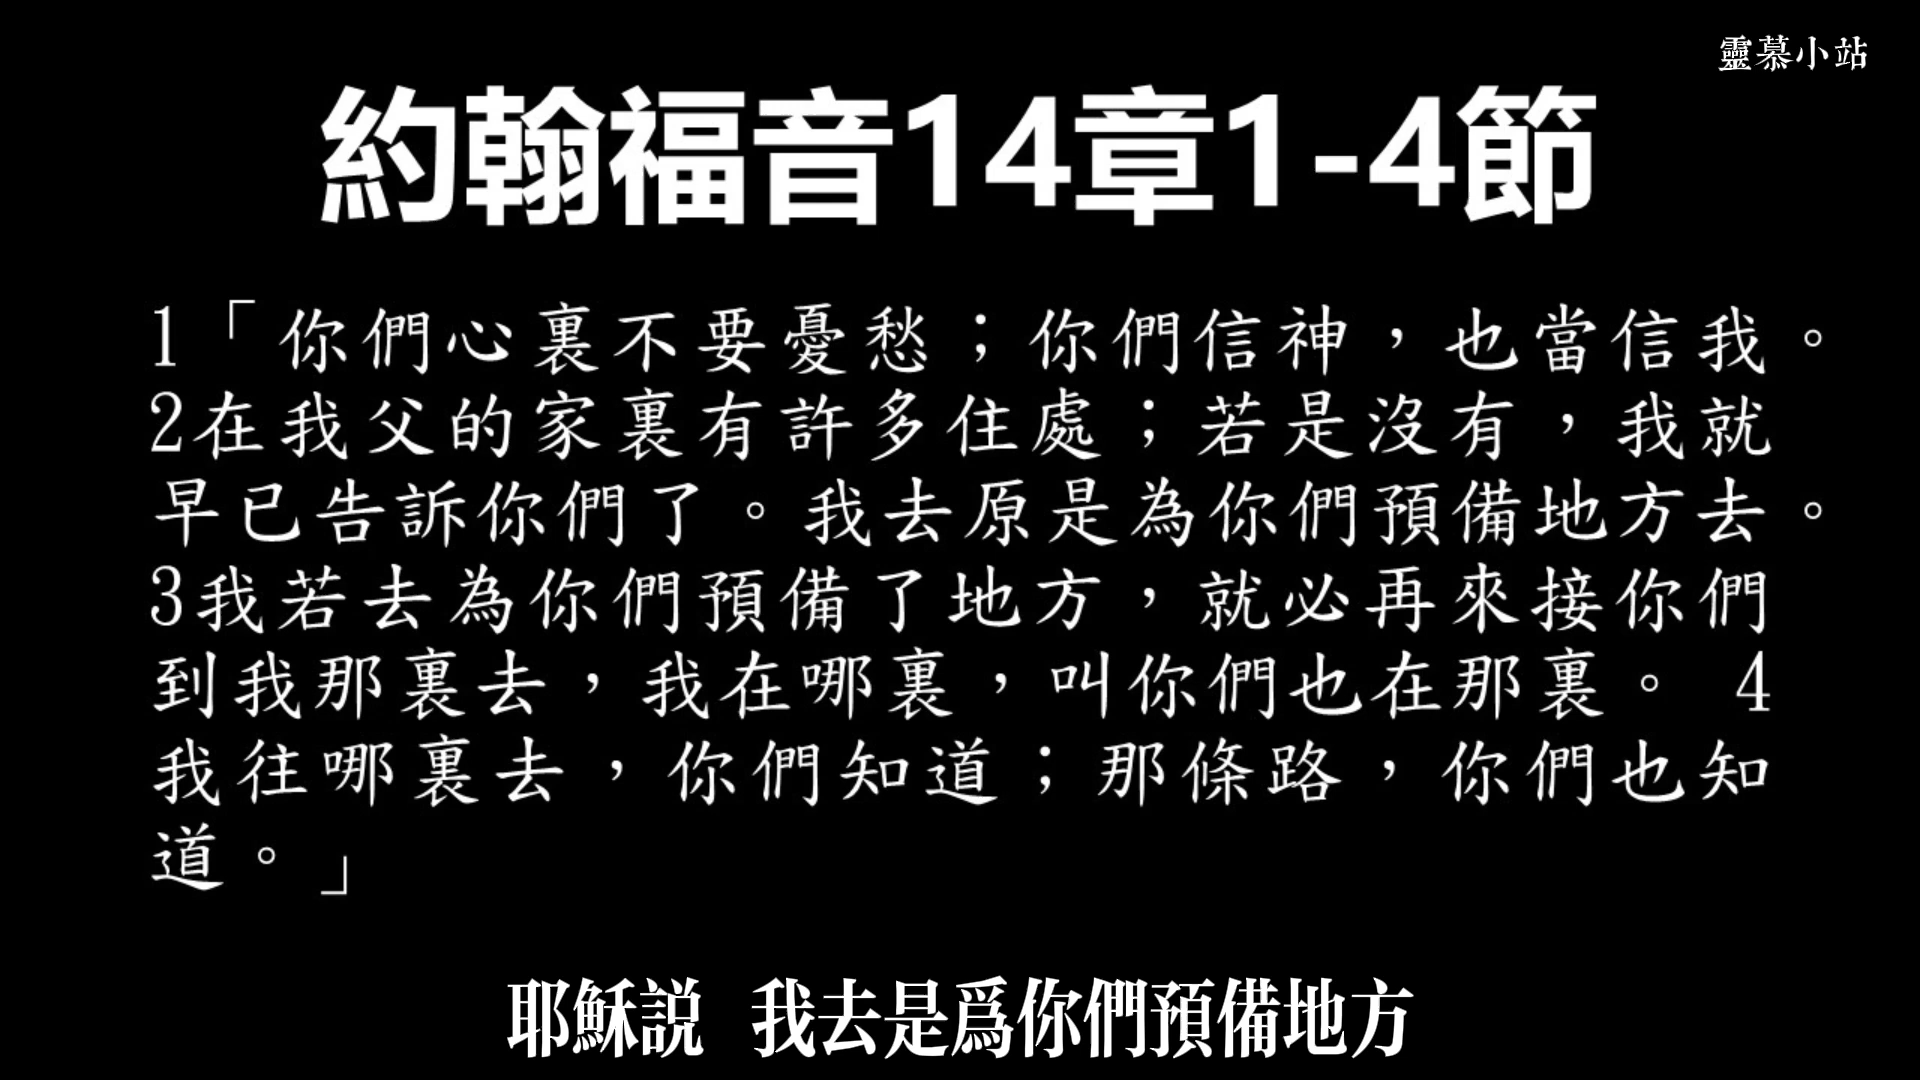 靈慕小站
約翰福音14章1-4節
1「你們心裏不要憂愁；你們信神，也當信我。
2在我父的家裏有許多住處；若是沒有，我就
早已告訴你們了。我去原是為你們預備地方去。
3我若去為你們預備了地方，就必再來接你們
到我那裏去，我在哪裏，叫你們也在那裏。 4
我往哪裏去，你們知道；那條路，你們也知
道。」
耶穌説 我去是爲你們預備地方